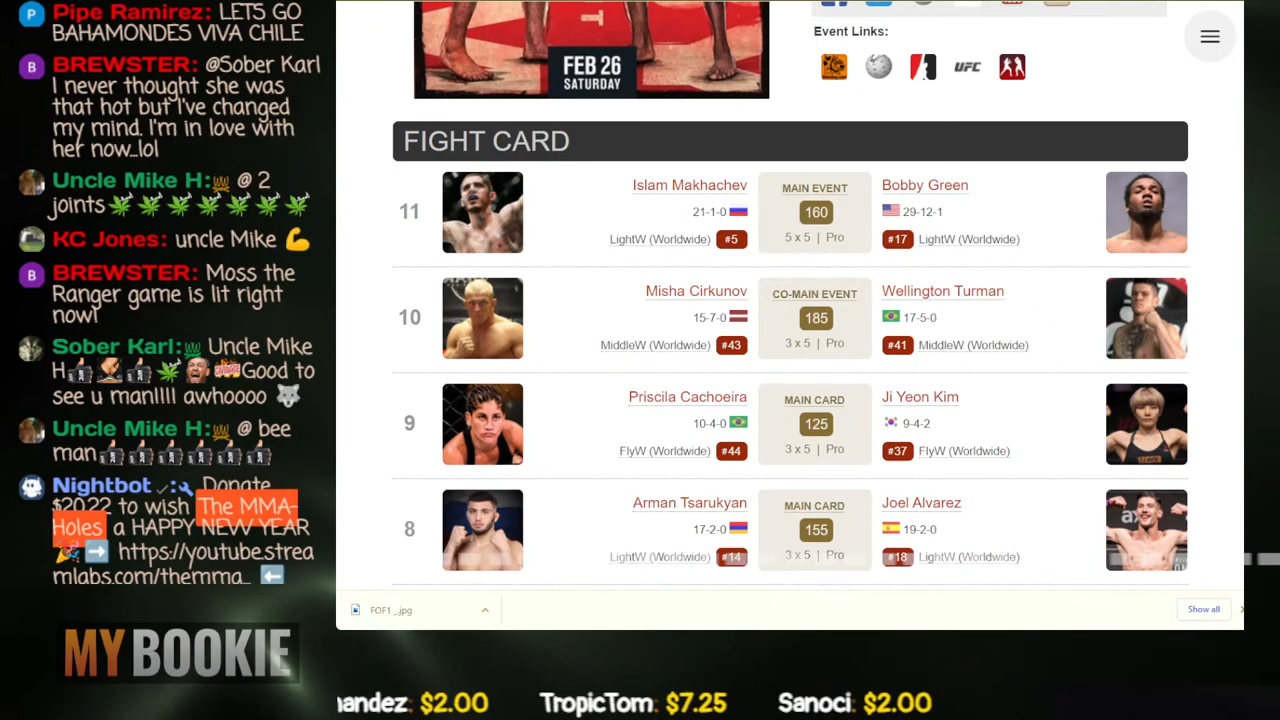 Pipe Ramirez: LETS GO
BAHAMONDES VIVA CHILE
BREWSTER: @Sober Karl
I never thought she was
that hot but I've changed
my mind. I'm in love with
her now...lol
Uncle Mike H: @ 2
joints
KC Jones: uncle Mike
BREWSTER: Moss the
Ranger game is lit right
now!
Sober Karl: Uncle Mike
H Good to
see u man!!!! awhoooo
Uncle Mike H: @ bee
man
Nightbot ✓: Donate
$2022 to wish The MMA-
Holes a HAPPY NEW YEAR
https://youtube.strea
mlabs.com/themma_
MYBOOKIE
FEB 26
SATURDAY
Event Links:
UFC
FIGHT CARD
11
Islam Makhachev
21-1-0
LightW (Worldwide) #5
MAIN EVENT
160
5 x 5 | Pro
Bobby Green
29-12-1
#17 LightW (Worldwide)
10
Misha Cirkunov
15-7-0
MiddleW (Worldwide) #43
CO-MAIN EVENT
185
3 x 5 | Pro
Wellington Turman
17-5-0
#41 MiddleW (Worldwide)
9
Priscila Cachoeira
10-4-0
FlyW (Worldwide) #44
MAIN CARD
125
3 x 5 | Pro
Ji Yeon Kim
9-4-2
#37 FlyW (Worldwide)
8
Arman Tsarukyan
17-2-0
LightW (Worldwide) #14
MAIN CARD
155
3 x 5 | Pro
Joel Alvarez
19-2-0
#18 LightW (Worldwide)
FOF1_.jpg
Show all
nandez: $2.00 TropicTom: $7.25 Sanoci: $2.00